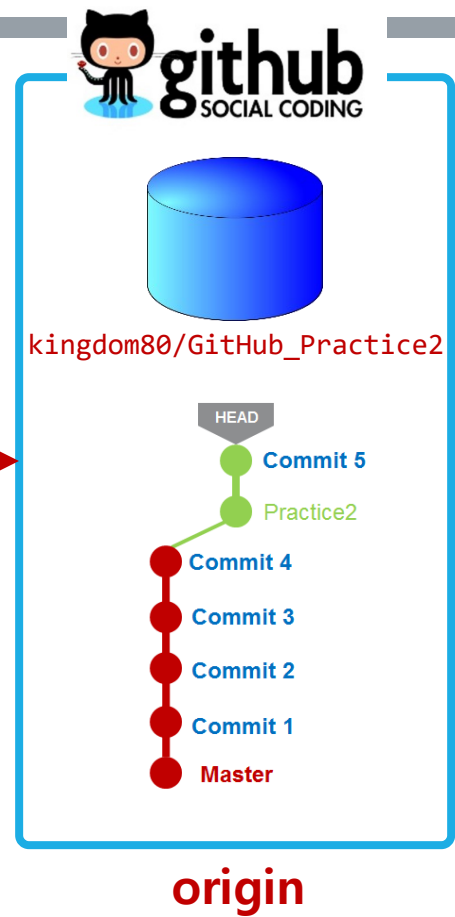 github
SOCIAL CODING
kingdom80/GitHub_Practice2
HEAD
Commit 5
Practice2
Commit 4
Commit 3
Commit 2
Commit 1
Master
origin